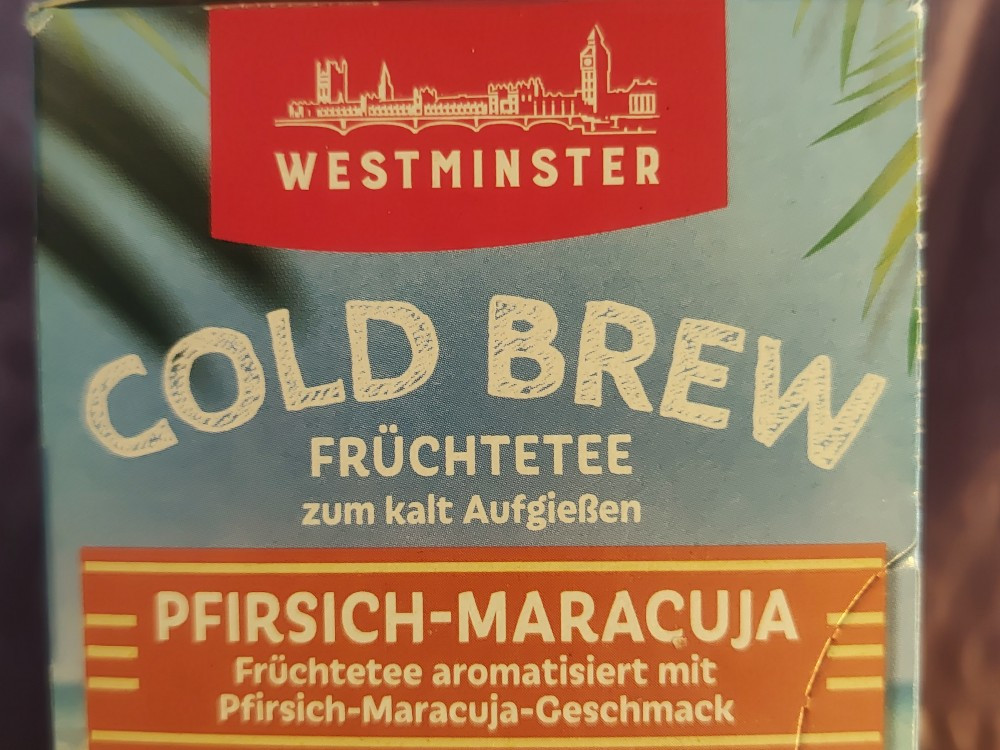 WESTMINSTER
COLD BREW
FRÜCHTETEE
zum kalt Aufgießen
PFIRSICH-MARACUJA
Früchtetee aromatisiert mit
Pfirsich-Maracuja-Geschmack